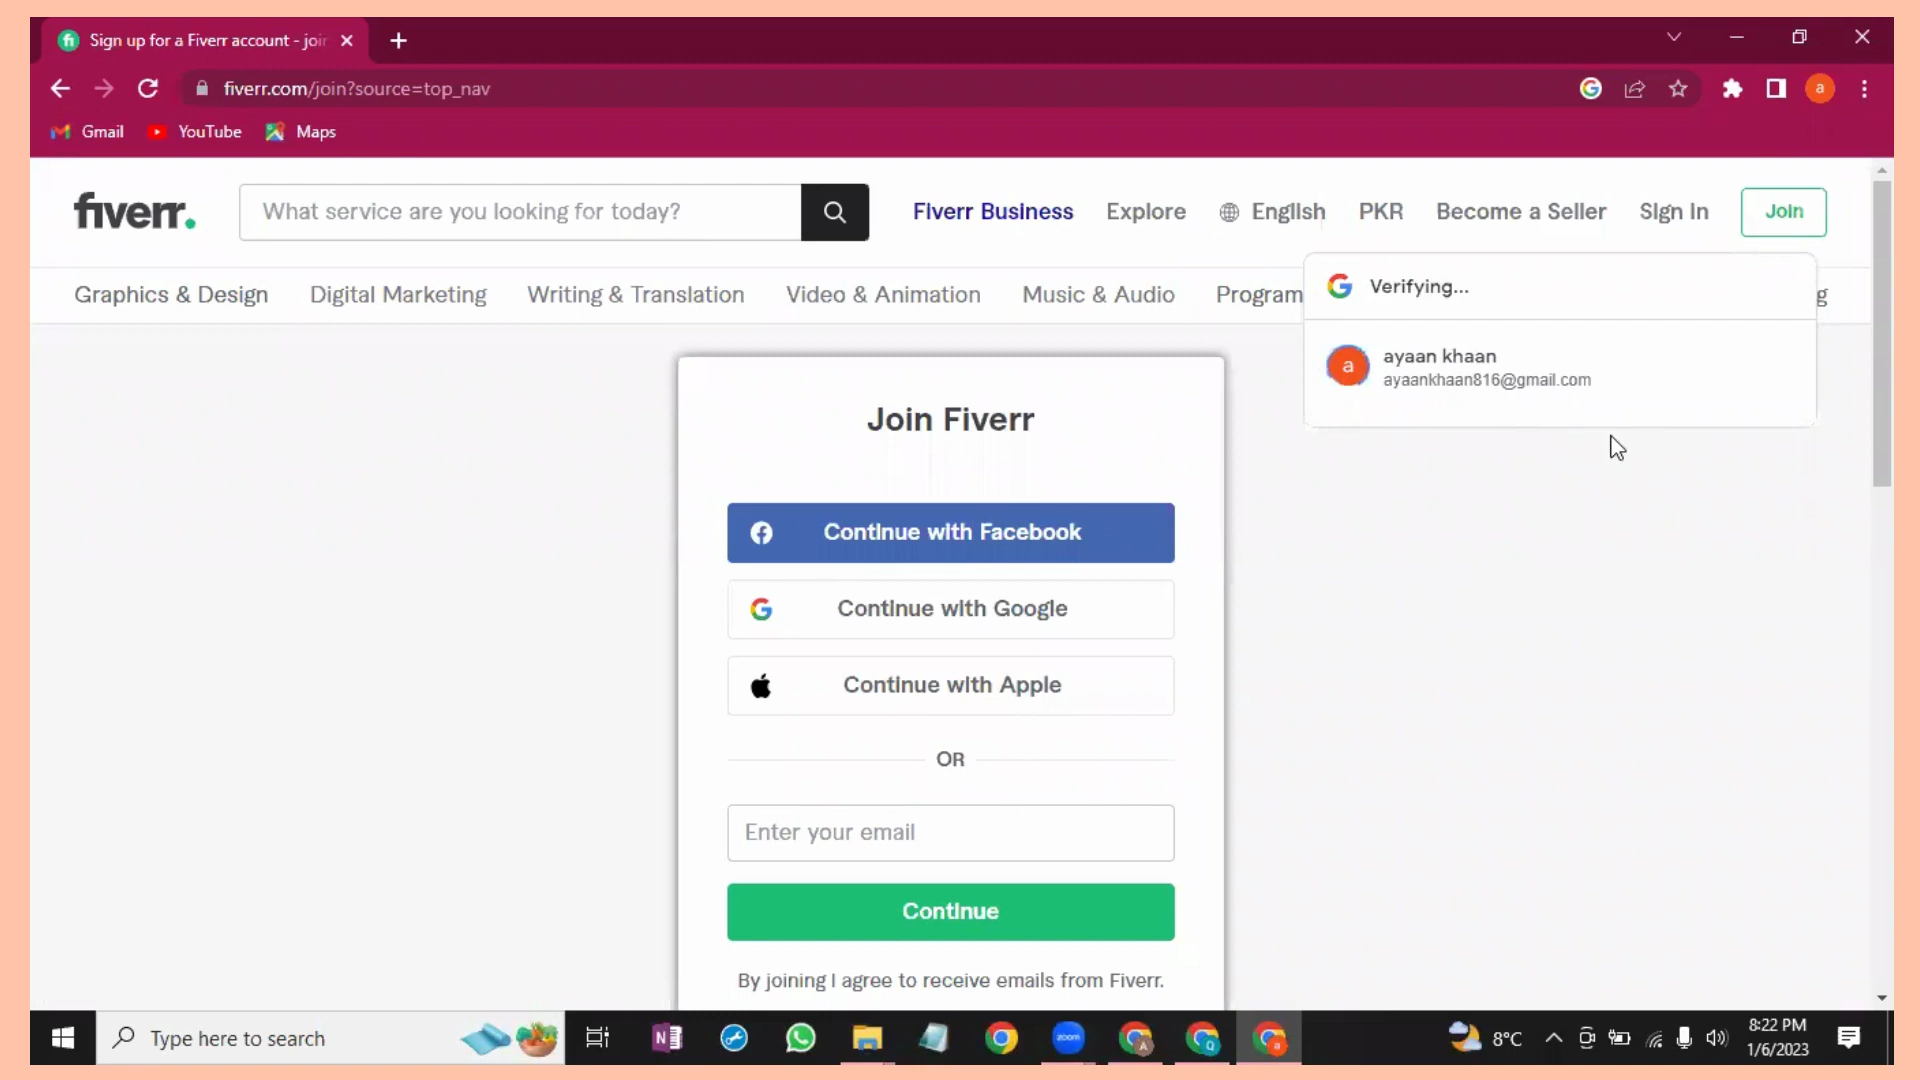 Sign up for a Fiverr account - join
fiverr.com/join?source=top_nav
a
Gmail YouTube Maps
fiverr.
What service are you looking for today?
Fiverr Business Explore English PKR Become a Seller Sign In Join
Graphics & Design Digital Marketing Writing & Translation Video & Animation Music & Audio Program g
Verifying...
a
ayaan khaan
ayaankhaan816@gmail.com
Join Fiverr
Continue with Facebook
Continue with Google
Continue with Apple
OR
Enter your email
Continue
By joining I agree to receive emails from Fiverr.
Type here to search
N
zoom
A
Q
a
8°C
8:22 PM
1/6/2023